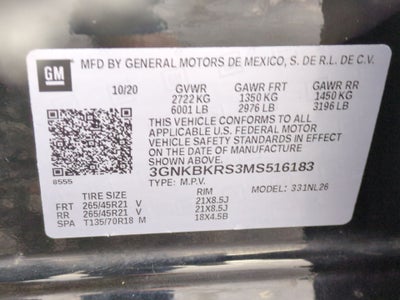 GM
MFD BY GENERAL MOTORS DE MEXICO, S. DE R.L. DE C.V.
10/20 GVWR GAWR FRT GAWR RR
2722 KG 1350 KG 1450 KG
6001 LB 2976 LB 3196 LB
THIS VEHICLE CONFORMS TO ALL
APPLICABLE U.S. FEDERAL MOTOR
VEHICLE SAFETY STANDARDS IN EFFECT
ON THE DATE OF MANUFACTURE SHOWN ABOVE.
8555 3GNKBKRS3MS516183
TYPE: M.P.V. MODEL: 331NL26
TIRE SIZE RIM
FRT 265/45R21 V 21X8.5J
RR 265/45R21 V 21X8.5J
SPA T135/70R18 M 18X4.5B